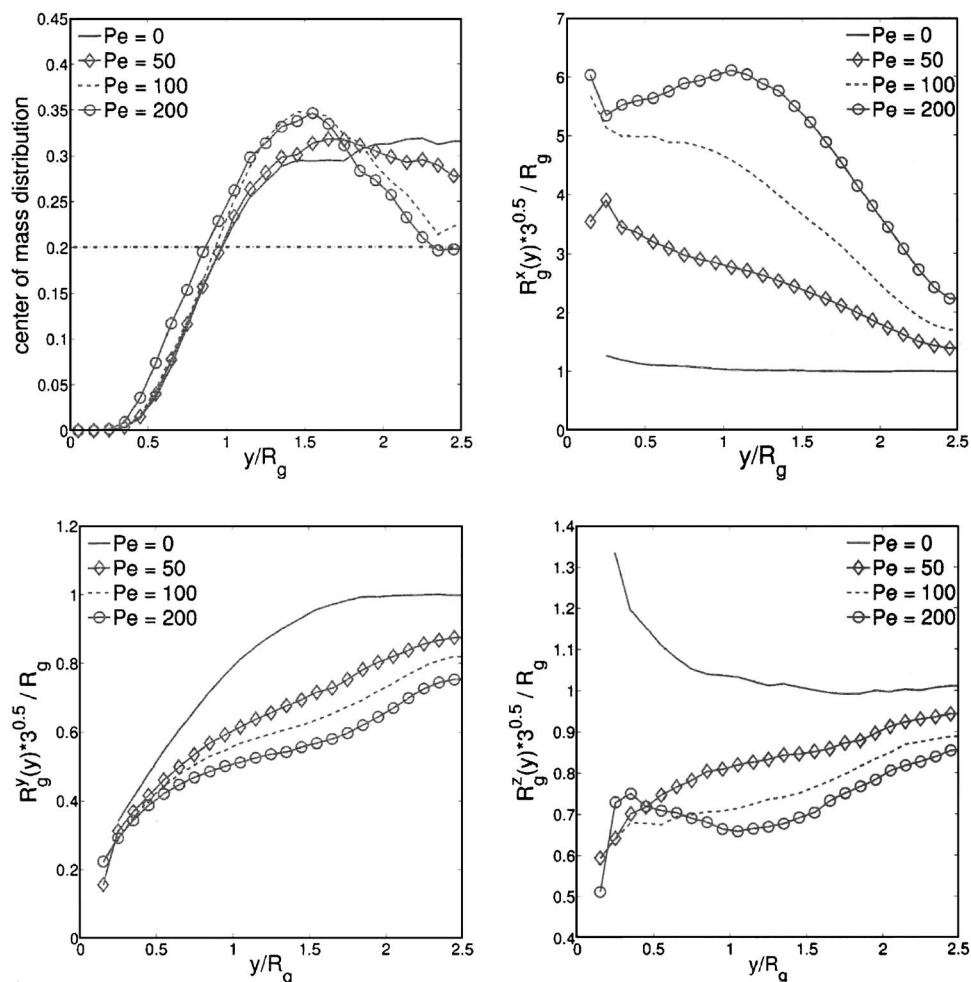 0.45
0.4
0.35
0.3
0.25
0.2
0.15
0.1
0.05
0
center of mass distribution
Pe = 0
Pe = 50
Pe = 100
Pe = 200
0 0.5 1 1.5 2 2.5
y/R_g
7
6
5
4
3
2
1
0
R_g^x(y)*3^0.5 / R_g
Pe = 0
Pe = 50
Pe = 100
Pe = 200
0 0.5 1 1.5 2 2.5
y/R_g
1.2
1
0.8
0.6
0.4
0.2
0
R_g^y(y)*3^0.5 / R_g
Pe = 0
Pe = 50
Pe = 100
Pe = 200
0 0.5 1 1.5 2 2.5
y/R_g
1.4
1.3
1.2
1.1
1
0.9
0.8
0.7
0.6
0.5
0.4
R_g^z(y)*3^0.5 / R_g
Pe = 0
Pe = 50
Pe = 100
Pe = 200
0 0.5 1 1.5 2 2.5
y/R_g